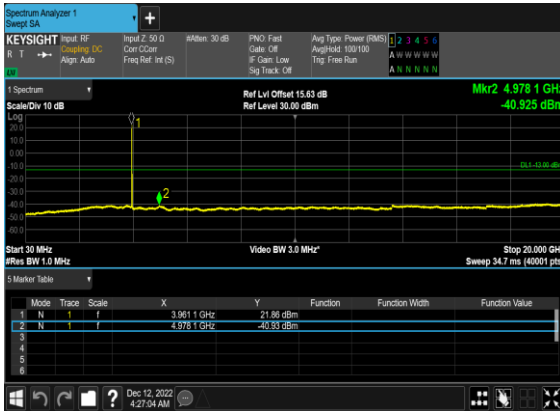 Spectrum Analyzer 1
Swept SA
+
KEYSIGHT Input: RF Input Z: 50 Ω #Atten: 30 dB PNO: Fast Avg Type: Power (RMS) 1 2 3 4 5 6
R T Coupling: DC Corr CCorr Gate: Off Avg|Hold: 100/100 A W W W W W
Align: Auto Freq Ref: Int (S) IF Gain: Low Trig: Free Run
Sig Track: Off A N N N N N
1 Spectrum
Scale/Div 10 dB
Ref Lvl Offset 15.63 dB
Ref Level 30.00 dBm
Mkr2 4.978 1 GHz
-40.925 dBm
Log
20.0
10.0
0.00
-10.0
-20.0
-30.0
-40.0
-50.0
-60.0
1
2
DL1 -13.00 dBm
Start 30 MHz Video BW 3.0 MHz* Stop 20.000 GHz
#Res BW 1.0 MHz Sweep 34.7 ms (40001 pts)
5 Marker Table
Mode Trace Scale X Y Function Function Width Function Value
1 N 1 f 3.961 1 GHz 21.86 dBm
2 N 1 f 4.978 1 GHz -40.93 dBm
3
4
5
6
? Dec 12, 2022
4:27:04 AM